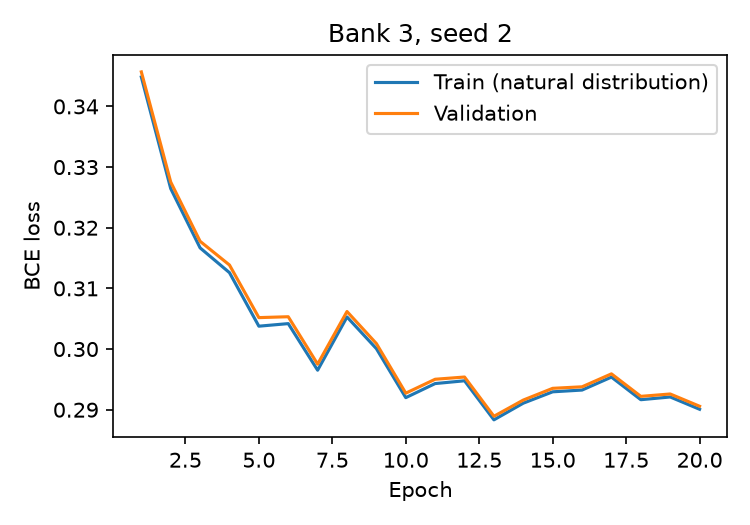 Bank 3, seed 2
Train (natural distribution)
Validation
BCE loss
0.34
0.33
0.32
0.31
0.30
0.29
2.5 5.0 7.5 10.0 12.5 15.0 17.5 20.0
Epoch